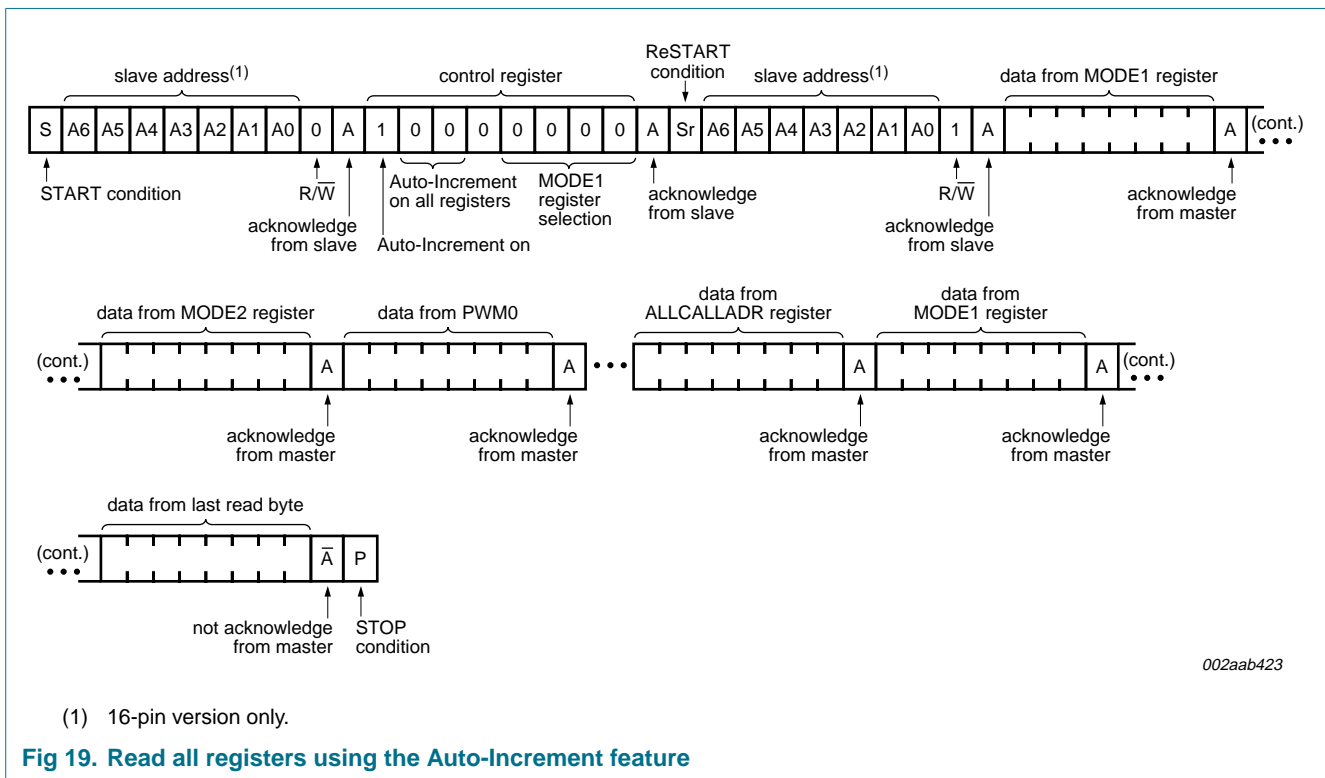 ReSTART
condition
slave address(1) control register slave address(1) data from MODE1 register
S A6 A5 A4 A3 A2 A1 A0 0 A 1 0 0 0 0 0 0 0 A Sr A6 A5 A4 A3 A2 A1 A0 1 A A (cont.)
START condition R/W̅ Auto-Increment MODE1 acknowledge R/W̅ acknowledge
on all registers register from slave from master
acknowledge selection acknowledge
from slave Auto-Increment on from slave
data from data from
data from MODE2 register data from PWM0 ALLCALLADR register MODE1 register
(cont.) A A A A (cont.)
acknowledge acknowledge acknowledge acknowledge
from master from master from master from master
data from last read byte
(cont.) A̅ P
not acknowledge STOP
from master condition
002aab423
(1) 16-pin version only.
Fig 19. Read all registers using the Auto-Increment feature